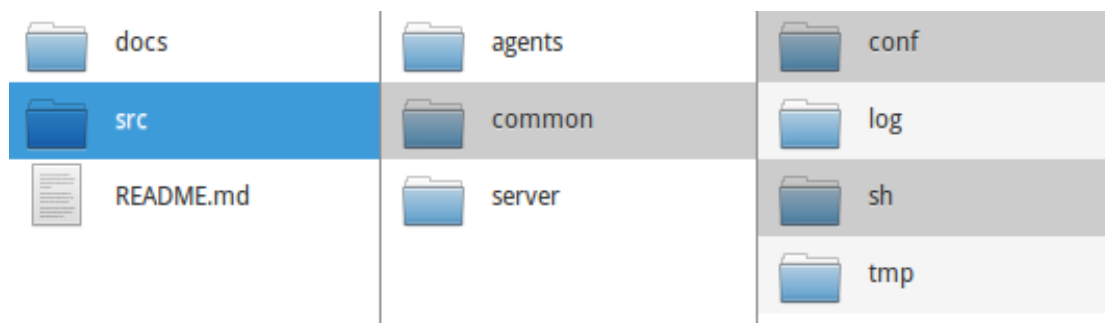 docs
src
README.md
agents
common
server
conf
log
sh
tmp